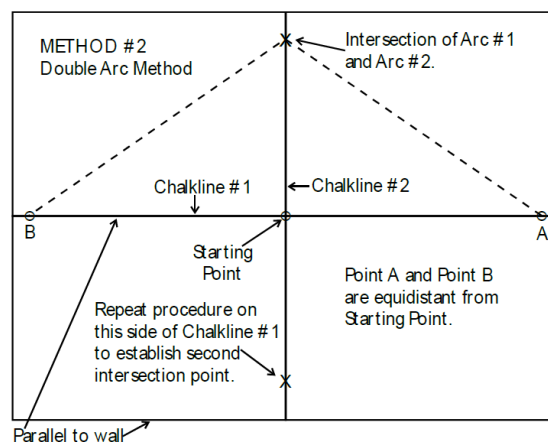 METHOD #2
Double Arc Method
Intersection of Arc #1
and Arc #2.
X
Chalkline #1
Chalkline #2
B
A
Starting
Point
Point A and Point B
are equidistant from
Starting Point.
Repeat procedure on
this side of Chalkline #1
to establish second
intersection point.
X
Parallel to wall